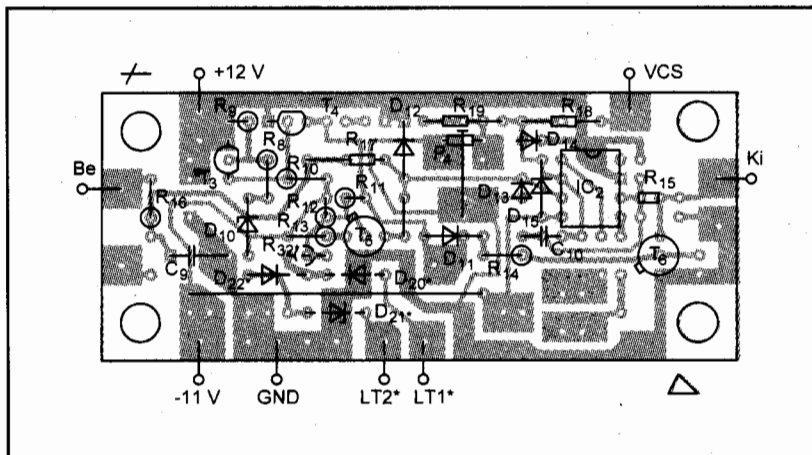 +12 V VCS
R9 T4 D12 R19 R18
R8 R17 P4 D14
Be T3 R10 R11 D13 IC2 R15 Ki
R16 R12 D15
D10 R13 T5 D11 C10 T6
C9 R32 R14
D22* D20*
D21*
-11 V GND LT2* LT1*